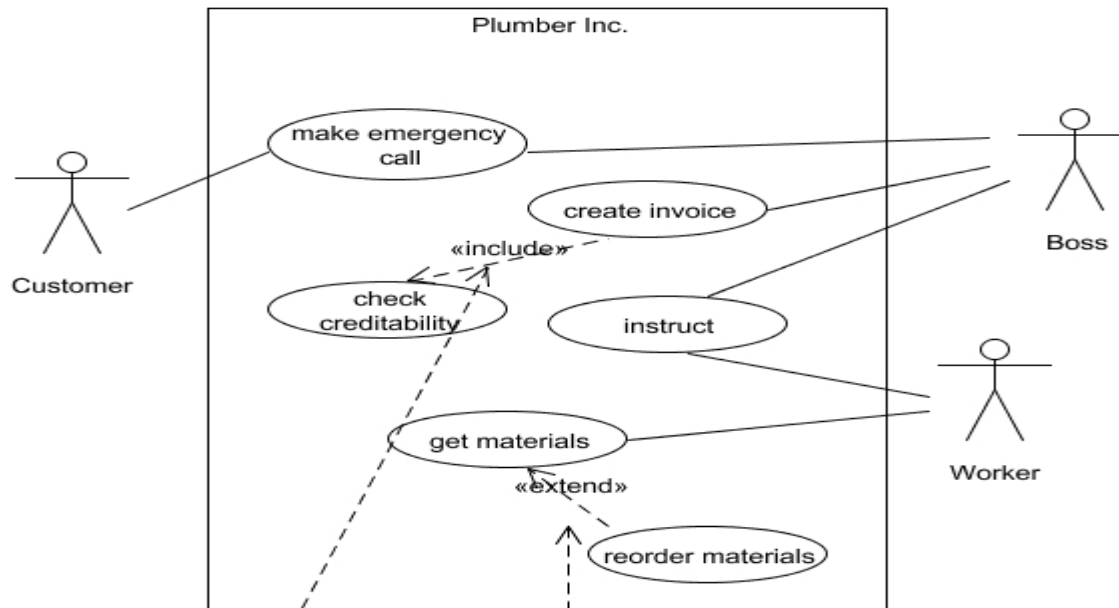 Plumber Inc.
make emergency
call
create invoice
«include»
Boss
Customer
check
creditability
instruct
get materials
Worker
«extend»
reorder materials